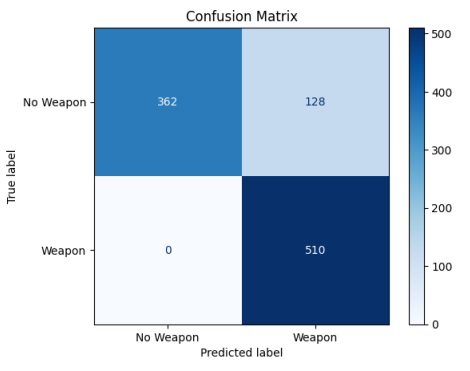 Confusion Matrix
500
400
300
200
100
0
True label
No Weapon
362
128
Weapon
0
510
No Weapon
Weapon
Predicted label